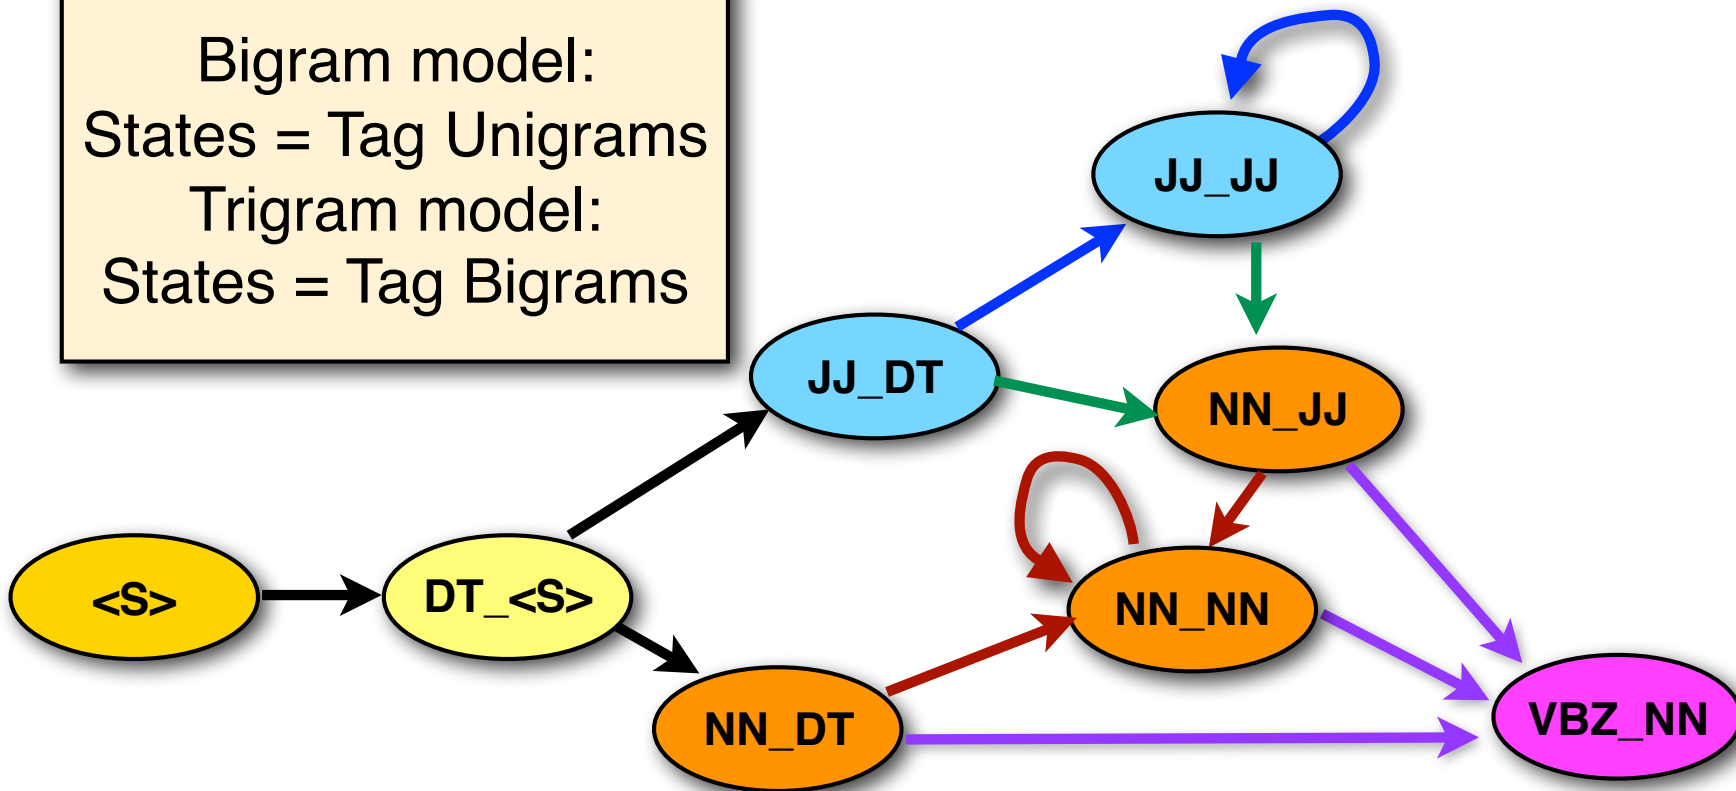 Bigram model:
States = Tag Unigrams
Trigram model:
States = Tag Bigrams
JJ_JJ
JJ_DT
NN_JJ
<S>
DT_<S>
NN_NN
NN_DT
VBZ_NN